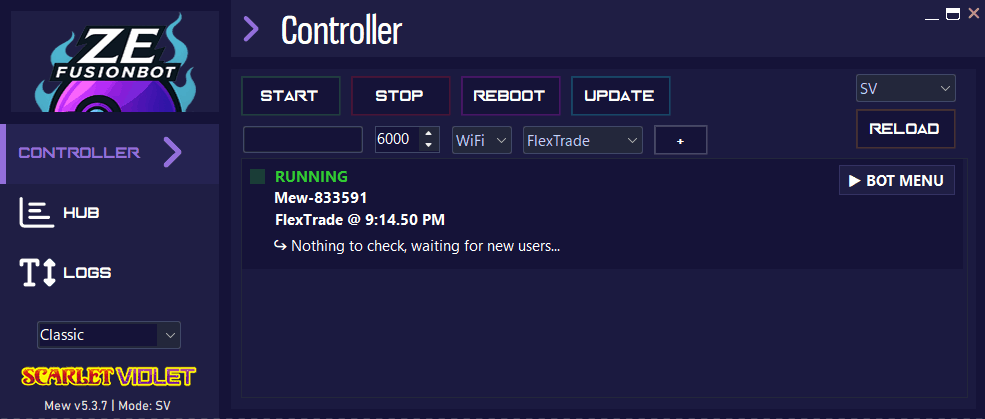 ZE
FUSIONBOT
Controller
START
STOP
REBOOT
UPDATE
SV
RELOAD
6000
WiFi
FlexTrade
+
CONTROLLER
HUB
LOGS
RUNNING
Mew-833591
FlexTrade @ 9:14.50 PM
↪ Nothing to check, waiting for new users...
▶ BOT MENU
Classic
SCARLET VIOLET
Mew v5.3.7 | Mode: SV